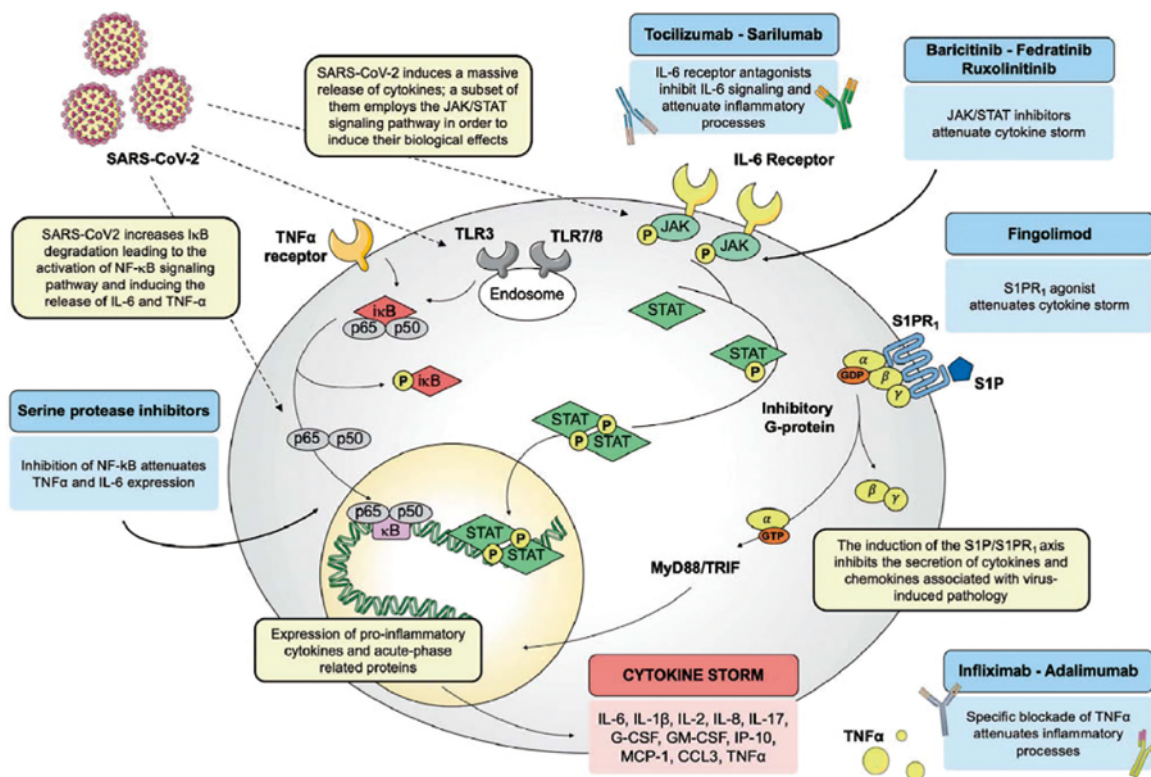 SARS-CoV-2
SARS-CoV-2 induces a massive
release of cytokines; a subset of
them employs the JAK/STAT
signaling pathway in order to
induce their biological effects
Tocilizumab - Sarilumab
IL-6 receptor antagonists
inhibit IL-6 signaling and
attenuate inflammatory
processes
Baricitinib - Fedratinib
Ruxolinitinib
JAK/STAT inhibitors
attenuate cytokine storm
IL-6 Receptor
SARS-CoV2 increases IκB
degradation leading to the
activation of NF-κB signaling
pathway and inducing the
release of IL-6 and TNF-α
TNFα
receptor
TLR3
TLR7/8
Endosome
P
JAK
P
JAK
Fingolimod
S1PR1 agonist
attenuates cytokine storm
iκB
p65
p50
STAT
STAT
P
P
iκB
S1PR1
α
GDP
β
γ
S1P
Inhibitory
G-protein
Serine protease inhibitors
Inhibition of NF-kB attenuates
TNFα and IL-6 expression
p65
p50
STAT
P
P
STAT
β
γ
p65
p50
κB
STAT
P
P
STAT
α
GTP
MyD88/TRIF
The induction of the S1P/S1PR1 axis
inhibits the secretion of cytokines and
chemokines associated with virus-
induced pathology
Expression of pro-inflammatory
cytokines and acute-phase
related proteins
CYTOKINE STORM
IL-6, IL-1β, IL-2, IL-8, IL-17,
G-CSF, GM-CSF, IP-10,
MCP-1, CCL3, TNFα
TNFα
Infliximab - Adalimumab
Specific blockade of TNFα
attenuates inflammatory
processes